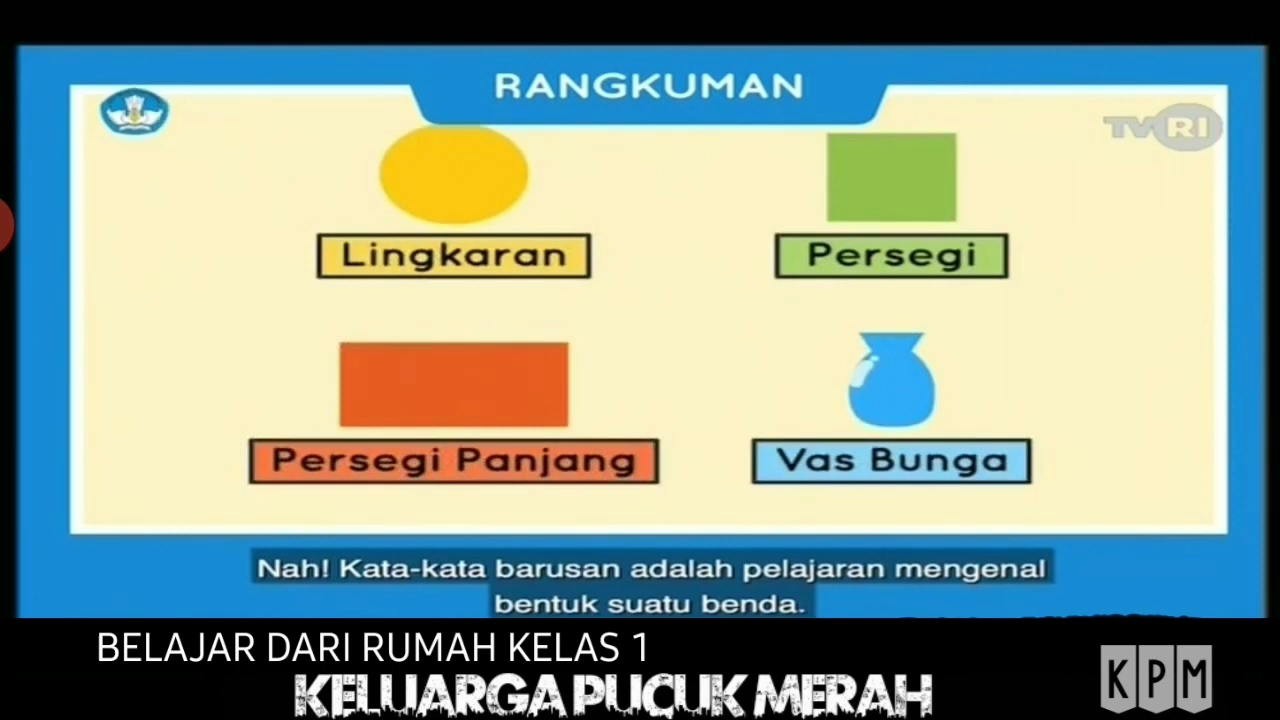 RANGKUMAN
TVRI
Lingkaran
Persegi
Persegi Panjang
Vas Bunga
Nah! Kata-kata barusan adalah pelajaran mengenal
bentuk suatu benda.
BELAJAR DARI RUMAH KELAS 1
KELUARGA PUCUK MERAH
KPM